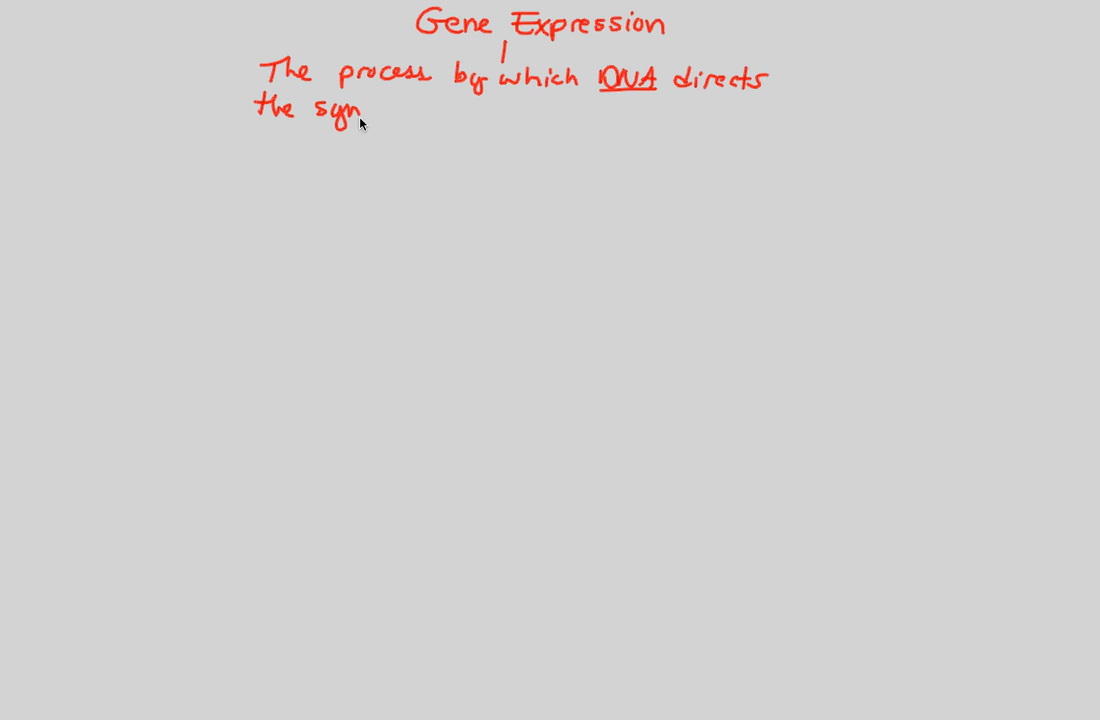 Gene Expression
The process by which DNA directs
the syn